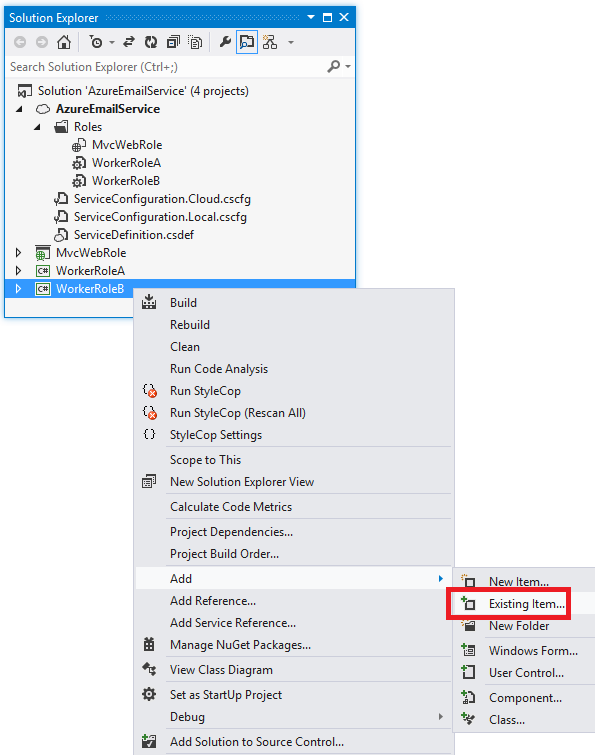 Solution Explorer
Search Solution Explorer (Ctrl+;)
Solution 'AzureEmailService' (4 projects)
AzureEmailService
Roles
MvcWebRole
WorkerRoleA
WorkerRoleB
ServiceConfiguration.Cloud.cscfg
ServiceConfiguration.Local.cscfg
ServiceDefinition.csdef
MvcWebRole
C# WorkerRoleA
C# WorkerRoleB
Build
Rebuild
Clean
Run Code Analysis
Run StyleCop
Run StyleCop (Rescan All)
StyleCop Settings
Scope to This
New Solution Explorer View
Calculate Code Metrics
Project Dependencies...
Project Build Order...
Add
Add Reference...
Add Service Reference...
Manage NuGet Packages...
View Class Diagram
Set as StartUp Project
Debug
Add Solution to Source Control...
New Item...
Existing Item...
New Folder
Windows Form...
User Control...
Component...
Class...